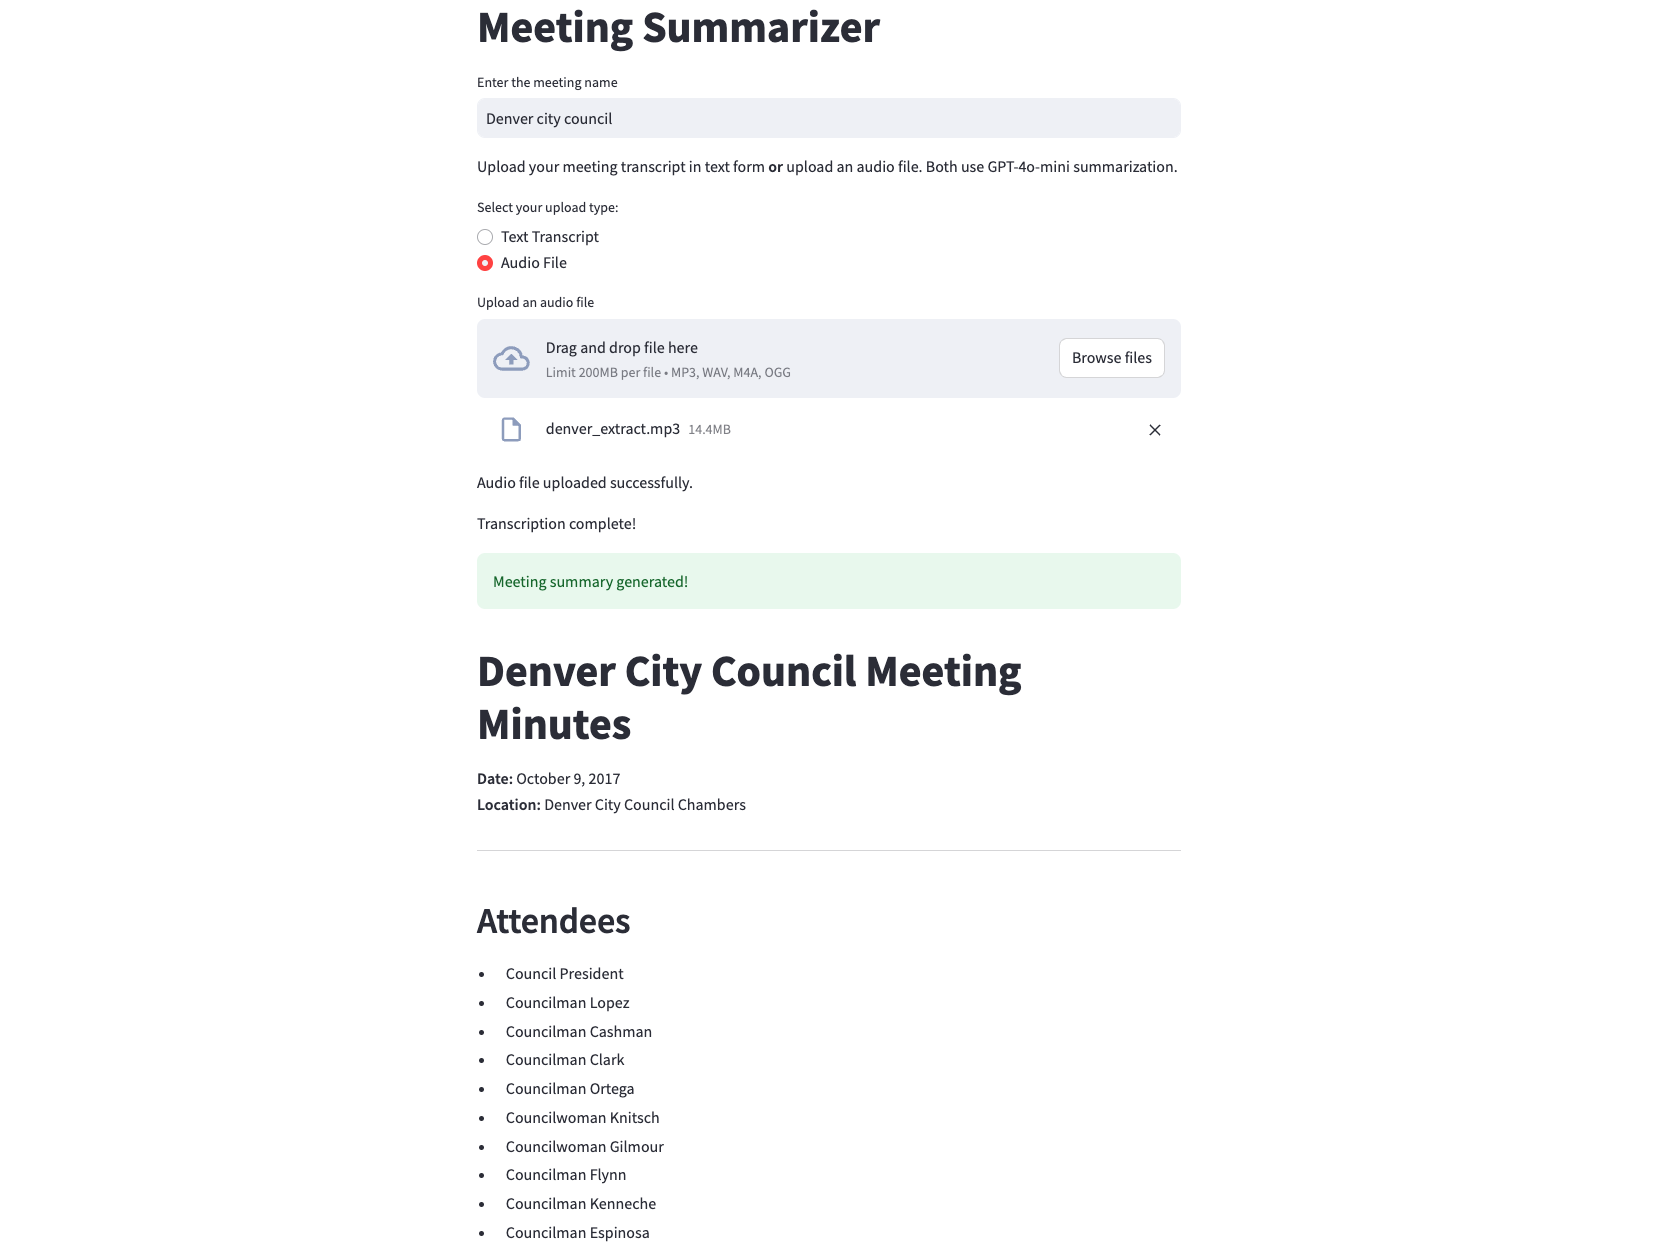 Meeting Summarizer
Enter the meeting name
Denver city council
Upload your meeting transcript in text form or upload an audio file. Both use GPT-4o-mini summarization.
Select your upload type:
Text Transcript
Audio File
Upload an audio file
Drag and drop file here
Limit 200MB per file • MP3, WAV, M4A, OGG
Browse files
denver_extract.mp3 14.4MB
Audio file uploaded successfully.
Transcription complete!
Meeting summary generated!
Denver City Council Meeting
Minutes
Date: October 9, 2017
Location: Denver City Council Chambers
Attendees
• Council President
• Councilman Lopez
• Councilman Cashman
• Councilman Clark
• Councilman Ortega
• Councilwoman Knitsch
• Councilwoman Gilmour
• Councilman Flynn
• Councilman Kenneche
• Councilman Espinosa